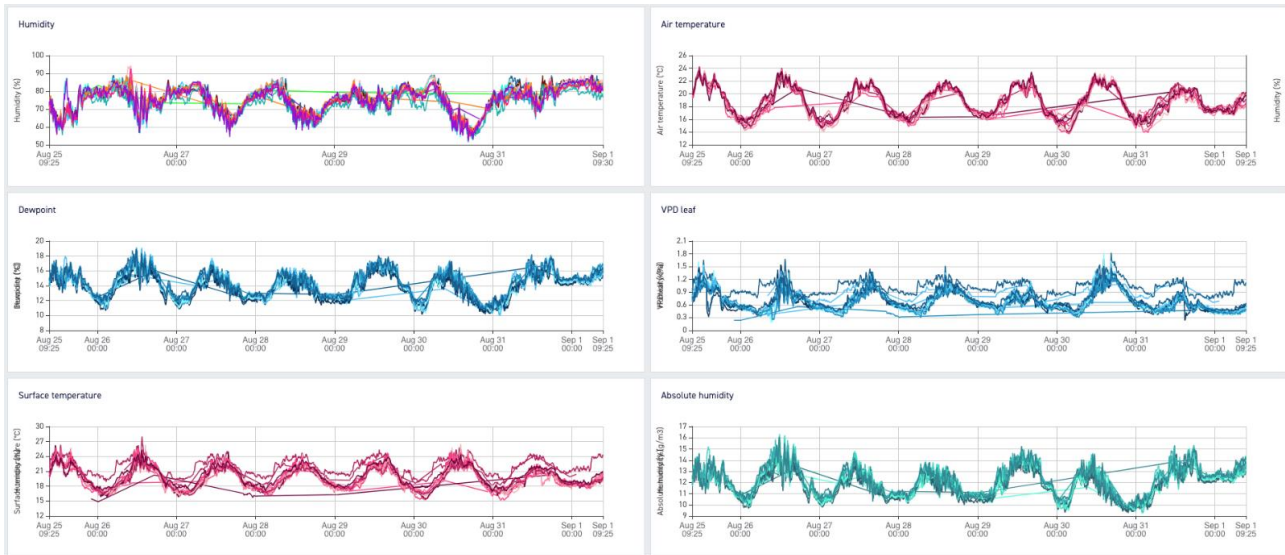 Humidity
Humidity [%]
100
90
80
70
60
50
Aug 25
09:25
Aug 27
00:00
Aug 29
00:00
Aug 31
00:00
Sep 1
09:30
Air temperature
Air temperature [°C]
26
24
22
20
18
16
14
12
Aug 25
09:25
Aug 26
00:00
Aug 27
00:00
Aug 28
00:00
Aug 29
00:00
Aug 30
00:00
Aug 31
00:00
Sep 1
00:00
Sep 1
09:25
Humidity [%]
Dewpoint
20
18
16
14
12
10
8
Aug 25
09:25
Aug 26
00:00
Aug 27
00:00
Aug 28
00:00
Aug 29
00:00
Aug 30
00:00
Aug 31
00:00
Sep 1
00:00
Sep 1
09:25
VPD leaf
2.1
1.8
1.5
1.2
0.9
0.6
0.3
0
Aug 25
09:25
Aug 26
00:00
Aug 27
00:00
Aug 28
00:00
Aug 29
00:00
Aug 30
00:00
Aug 31
00:00
Sep 1
00:00
Sep 1
09:25
Surface temperature
30
27
24
21
18
15
12
Aug 25
09:25
Aug 26
00:00
Aug 27
00:00
Aug 28
00:00
Aug 29
00:00
Aug 30
00:00
Aug 31
00:00
Sep 1
00:00
Sep 1
09:25
Absolute humidity
17
16
15
14
13
12
11
10
9
Aug 25
09:25
Aug 26
00:00
Aug 27
00:00
Aug 28
00:00
Aug 29
00:00
Aug 30
00:00
Aug 31
00:00
Sep 1
00:00
Sep 1
09:25